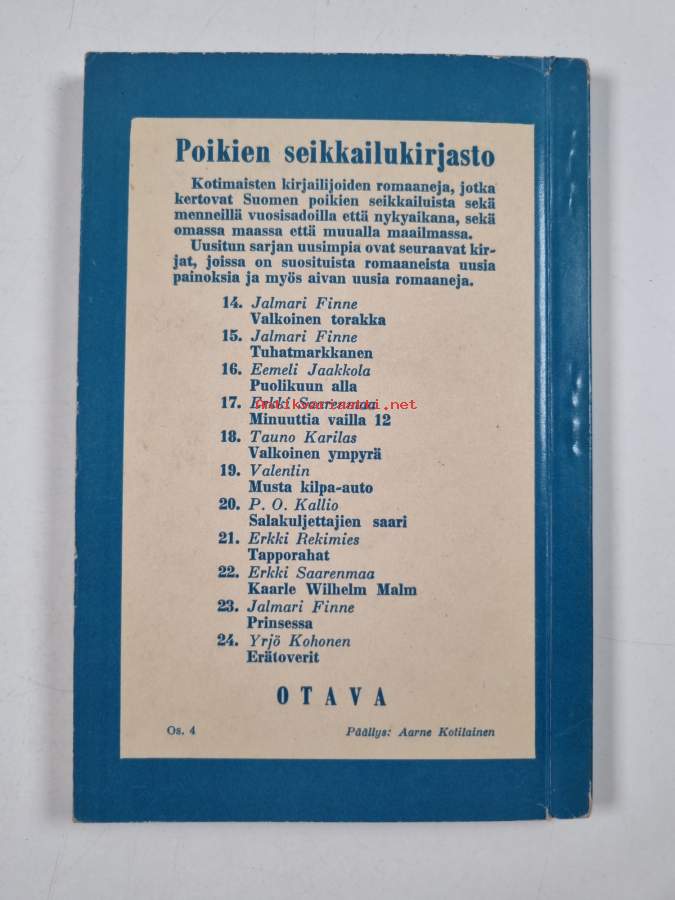 Poikien seikkailukirjasto
Kotimaisten kirjailijoiden romaaneja, jotka
kertovat Suomen poikien seikkailuista sekä
menneillä vuosisadoilla että nykyaikana, sekä
omassa maassa että muualla maailmassa.
Uusitun sarjan uusimpia ovat seuraavat kir-
jat, joissa on suosituista romaaneista uusia
painoksia ja myös aivan uusia romaaneja.
14. Jalmari Finne
Valkoinen torakka
15. Jalmari Finne
Tuhatmarkkanen
16. Eemeli Jaakkola
Puolikuun alla
17. Erkki Saarenmaa
Antikvariaatti.net
Minuuttia vailla 12
18. Tauno Karilas
Valkoinen ympyrä
19. Valentin
Musta kilpa-auto
20. P. O. Kallio
Salakuljettajien saari
21. Erkki Rekimies
Tapporahat
22. Erkki Saarenmaa
Kaarle Wilhelm Malm
23. Jalmari Finne
Prinsessa
24. Yrjö Kohonen
Erätoverit
OTAVA
Os. 4 Päällys: Aarne Kotilainen